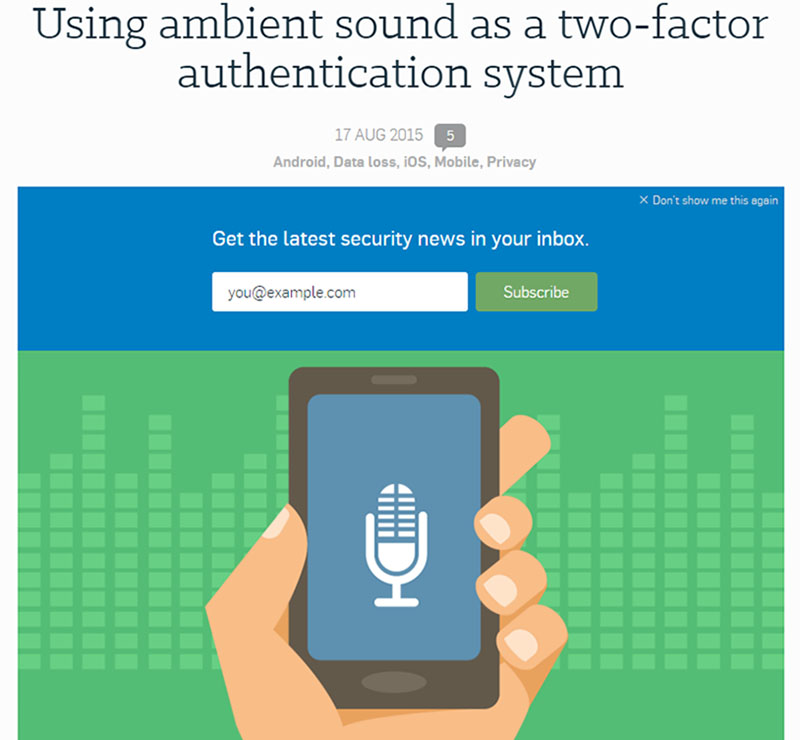 Using ambient sound as a two-factor
authentication system
17 AUG 2015 5
Android, Data loss, iOS, Mobile, Privacy
× Don't show me this again
Get the latest security news in your inbox.
you@example.com Subscribe